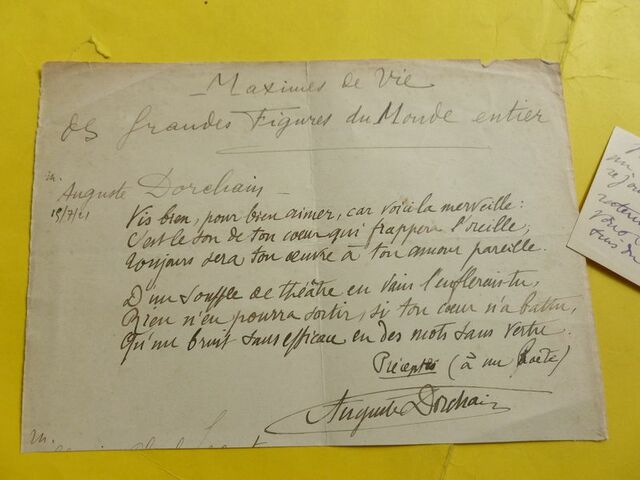 Maximes de Vie
des Grandes Figures du Monde entier
m.
Auguste Dorchain
15/7/21
Vis bien, pour bien aimer, car voici la merveille:
C'est le son de ton cœur qui frappera l'oreille,
Toujours sera ton œuvre à ton amour pareille.
D'un souffle de théâtre en vain l'enflerais-tu,
Rien n'en pourra sortir, si ton cœur n'a battu,
Qu'un bruit sans efficace en des mots sans vertu.
Préceptes (à un Poète)
Auguste Dorchain
m.